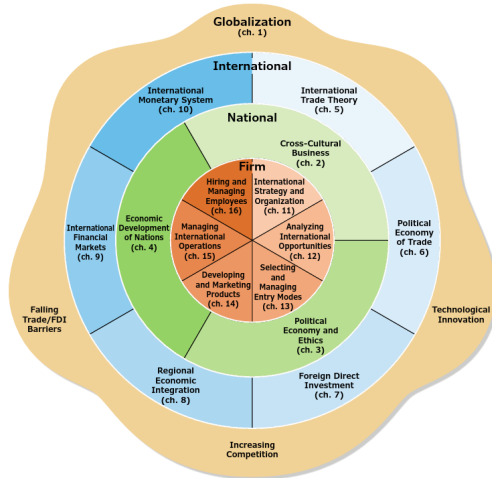 Globalization
(ch. 1)
International
International
Monetary System
(ch. 10)
International
Trade Theory
(ch. 5)
National
Cross-Cultural
Business
(ch. 2)
Firm
Hiring and
Managing
Employees
(ch. 16)
International
Strategy and
Organization
(ch. 11)
International
Financial
Markets
(ch. 9)
Economic
Development
of Nations
(ch. 4)
Managing
International
Operations
(ch. 15)
Analyzing
International
Opportunities
(ch. 12)
Political
Economy
of Trade
(ch. 6)
Developing
and Marketing
Products
(ch. 14)
Selecting
and
Managing
Entry Modes
(ch. 13)
Falling
Trade/FDI
Barriers
Technological
Innovation
Political
Economy and
Ethics
(ch. 3)
Regional
Economic
Integration
(ch. 8)
Foreign Direct
Investment
(ch. 7)
Increasing
Competition